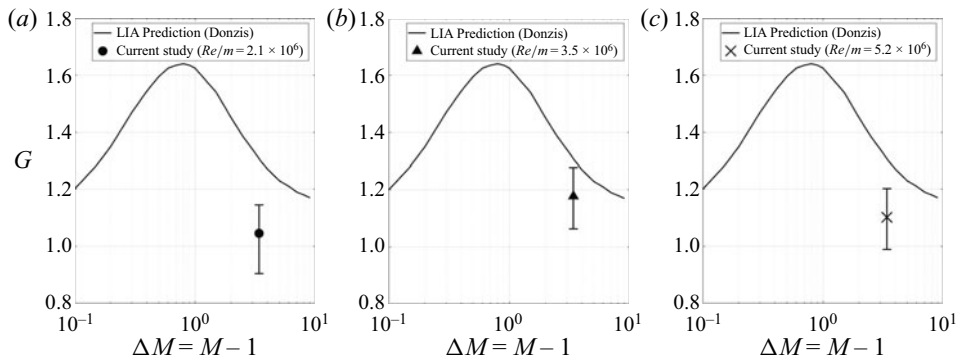 (a)
1.8
1.6
1.4
G
1.2
1.0
0.8
10⁻¹
10⁰
10¹
ΔM = M – 1
LIA Prediction (Donzis)
Current study (Re/m = 2.1 × 10⁶)
(b)
1.8
1.6
1.4
1.2
1.0
0.8
10⁻¹
10⁰
10¹
ΔM = M – 1
LIA Prediction (Donzis)
Current study (Re/m = 3.5 × 10⁶)
(c)
1.8
1.6
1.4
1.2
1.0
0.8
10⁻¹
10⁰
10¹
ΔM = M – 1
LIA Prediction (Donzis)
Current study (Re/m = 5.2 × 10⁶)